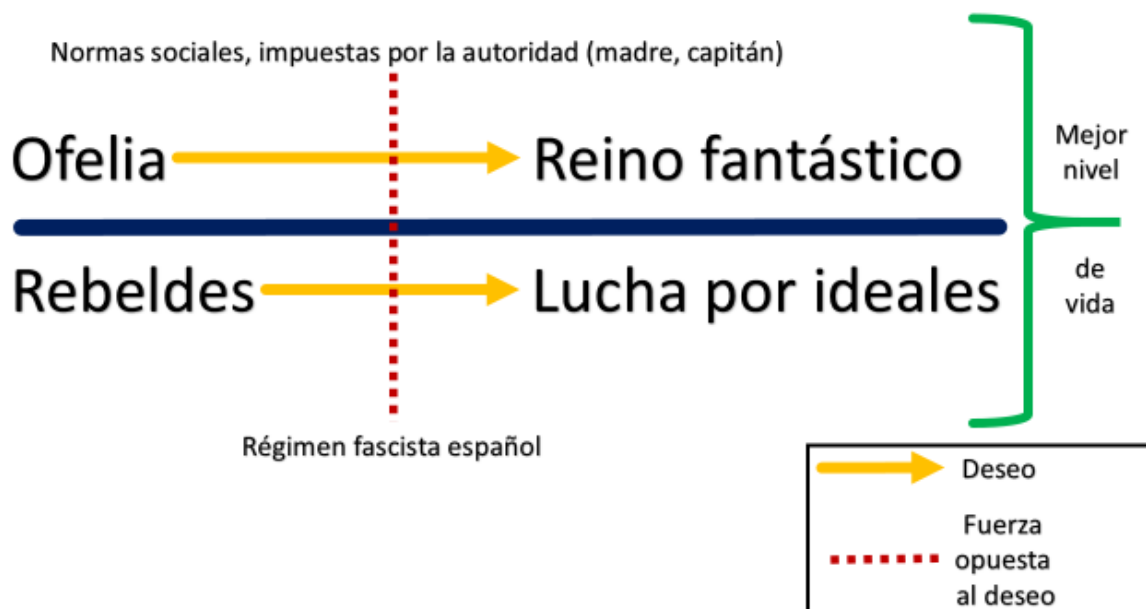 Normas sociales, impuestas por la autoridad (madre, capitán)
Ofelia
Reino fantástico
Rebeldes
Lucha por ideales
Régimen fascista español
Mejor
nivel
de
vida
Deseo
Fuerza
opuesta
al deseo